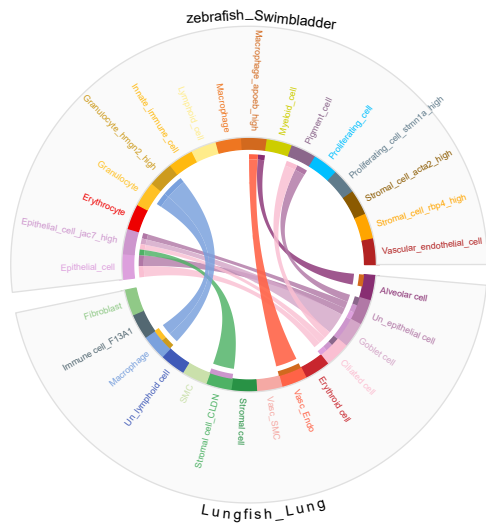 zebrafish_Swimbladder
Epithelial_cell
Epithelial_cell_jac7_high
Erythrocyte
Granulocyte
Granulocyte_hmgn2_high
Innate_immune_cell
Macrophage
Macrophage_apoeb_high
Myeloid_cell
Pigment_cell
Proliferating_cell
Proliferating_cell_stmn1a_high
Stromal_cell_acta2_high
Stromal_cell_rbp4_high
Vascular_endothelial_cell
Alveolar cell
Un_epithelial cell
Goblet cell
Ciliated cell
Erythroid cell
Vasc_Endo
Vasc_SMC
Stromal cell
Stromal cell_CLDN
SMC
Un_lymphoid cell
Macrophage
Immune cell_F13A1
Fibroblast
Lungfish_Lung